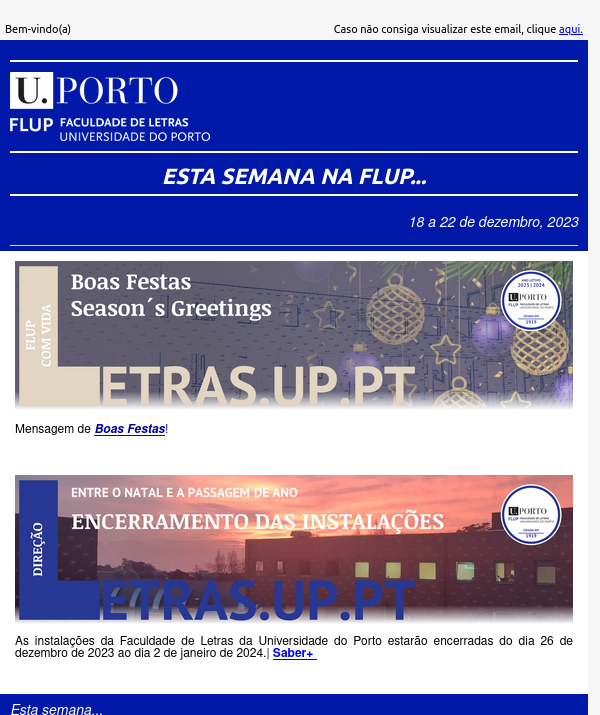 Bem-vindo(a)
Caso não consiga visualizar este email, clique aqui.
U. PORTO
FLUP FACULDADE DE LETRAS
UNIVERSIDADE DO PORTO
ESTA SEMANA NA FLUP...
18 a 22 de dezembro, 2023
Boas Festas
Season´s Greetings
FLUP
COM VIDA
ANO LETIVO
2023 | 2024
U. PORTO
FLUP FACULDADE DE LETRAS
UNIVERSIDADE DO PORTO
1919
LETRAS.UP.PT
Mensagem de Boas Festas!
ENTRE O NATAL E A PASSAGEM DE ANO
ENCERRAMENTO DAS INSTALAÇÕES
DIREÇÃO
U. PORTO
FLUP FACULDADE DE LETRAS
UNIVERSIDADE DO PORTO
1919
LETRAS.UP.PT
As instalações da Faculdade de Letras da Universidade do Porto estarão encerradas do dia 26 de
dezembro de 2023 ao dia 2 de janeiro de 2024.| Saber+
Esta semana...